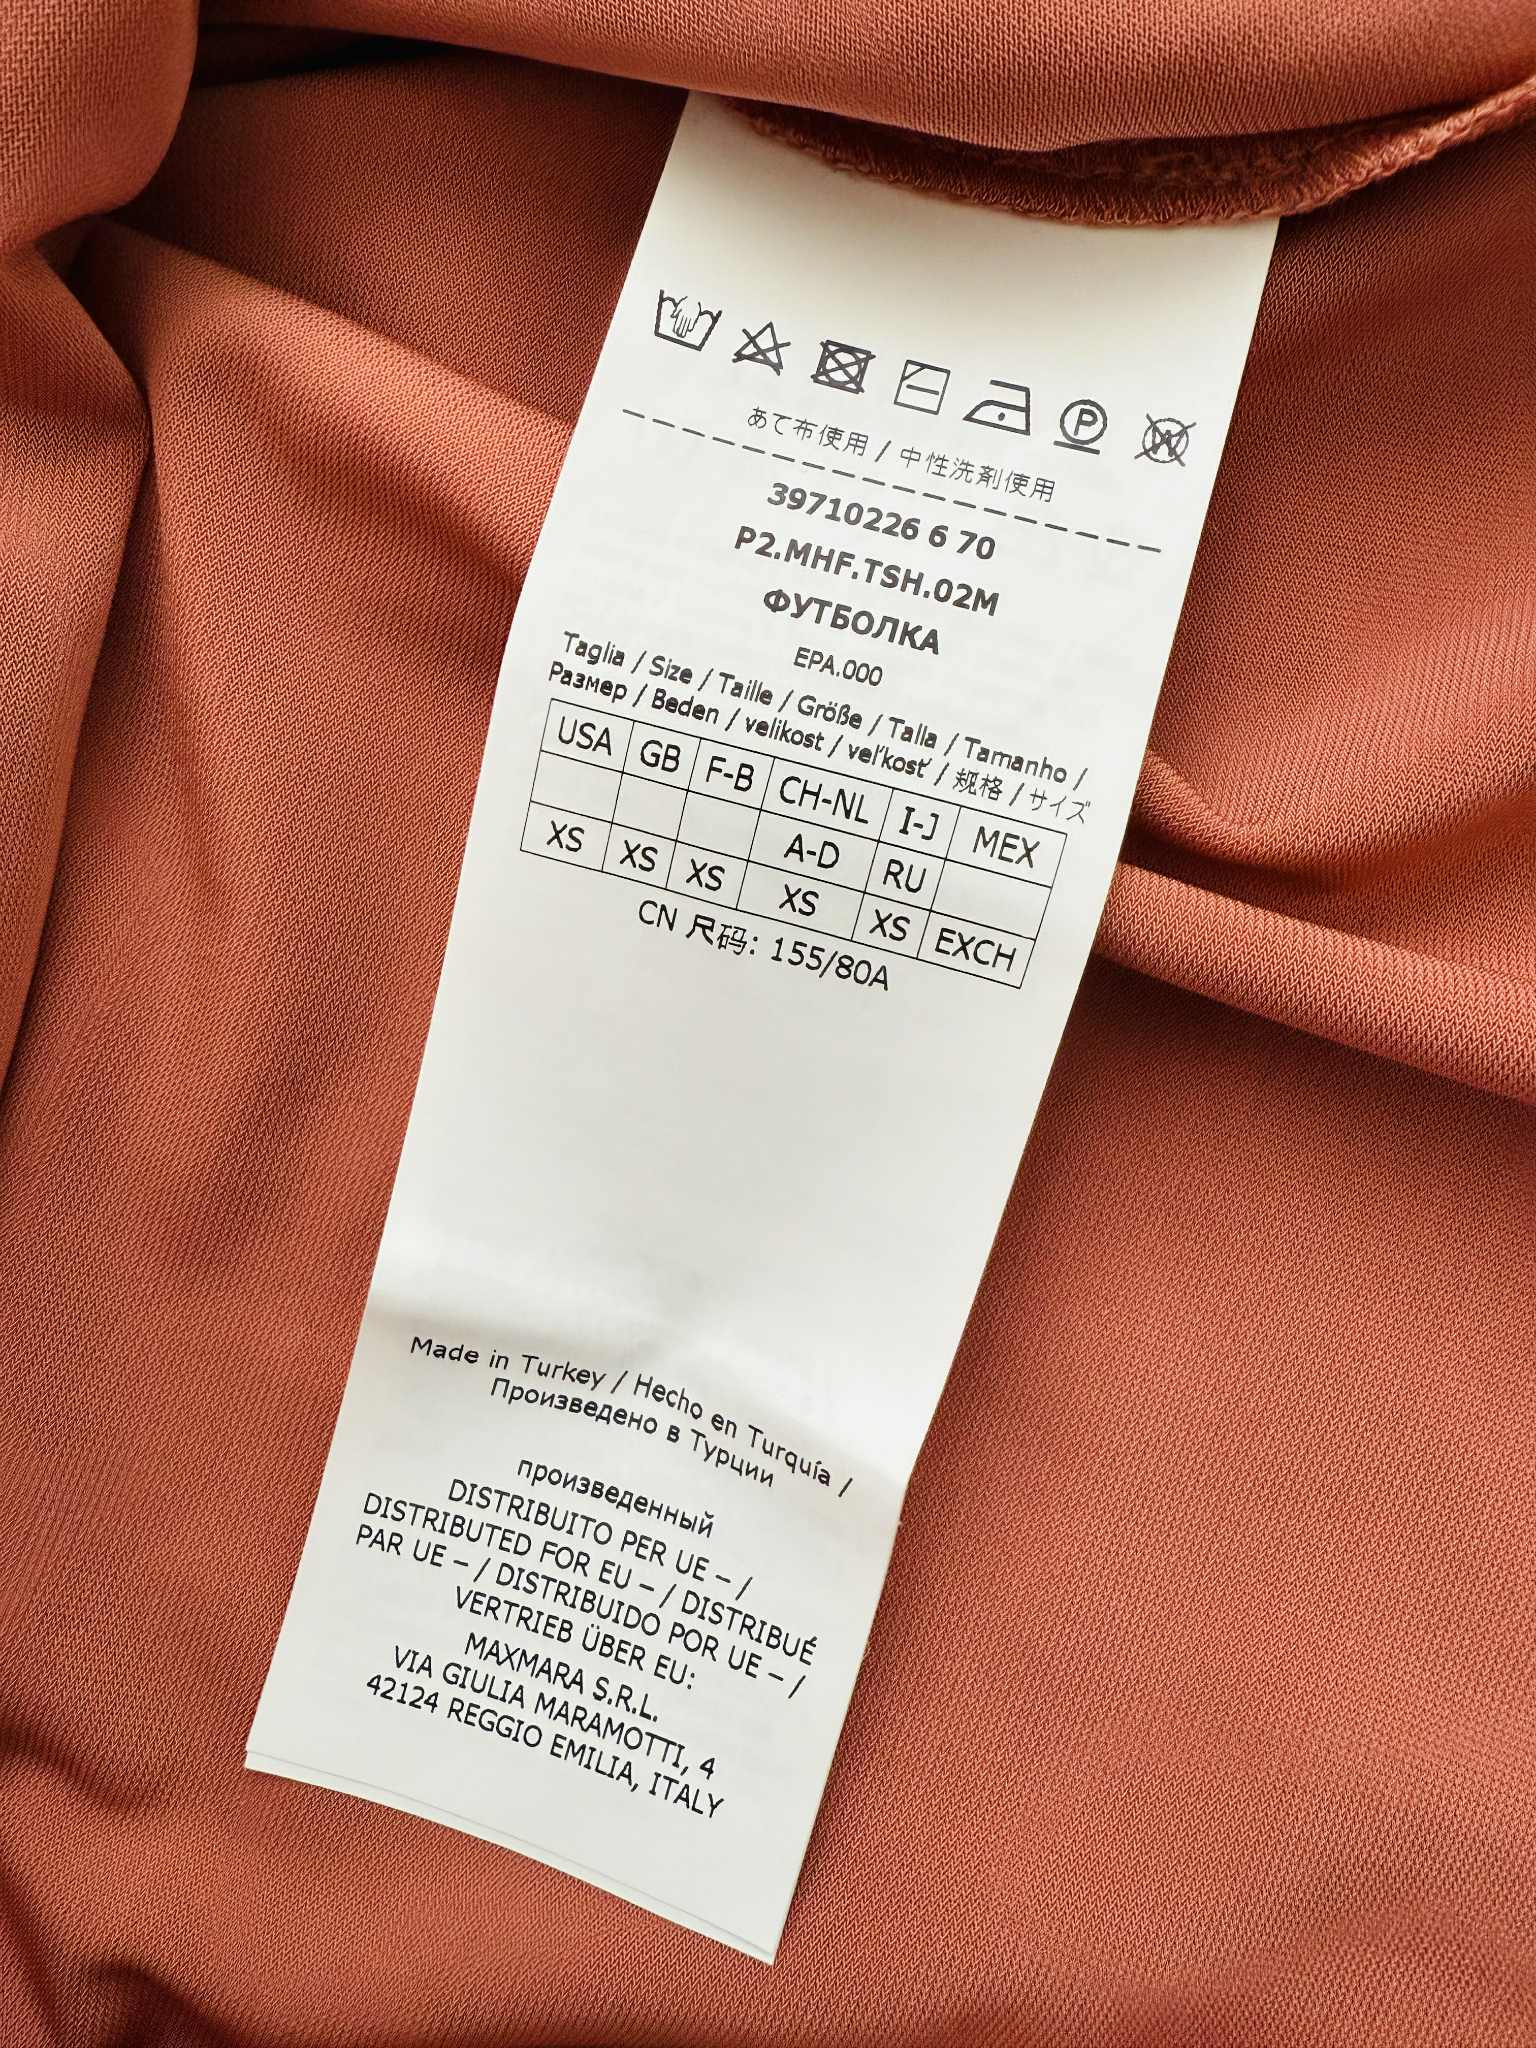 P W
あて布使用 / 中性洗剤使用
39710226 6 70
P2.MHF.TSH.02M
ФУТБОЛКА
EPA.000
Taglia / Size / Taille / Größe / Talla / Tamanho /
Размер / Beden / velikost / veľkosť / 规格 / サイズ
USA GB F-B CH-NL I-J MEX
A-D RU
XS XS XS XS XS EXCH
CN 尺码: 155/80A
Made in Turkey / Hecho en Turquía /
Произведено в Турции
произведенный
DISTRIBUITO PER UE – /
DISTRIBUTED FOR EU – / DISTRIBUÉ
PAR UE – / DISTRIBUIDO POR UE – /
VERTRIEB ÜBER EU:
MAXMARA S.R.L.
VIA GIULIA MARAMOTTI, 4
42124 REGGIO EMILIA, ITALY